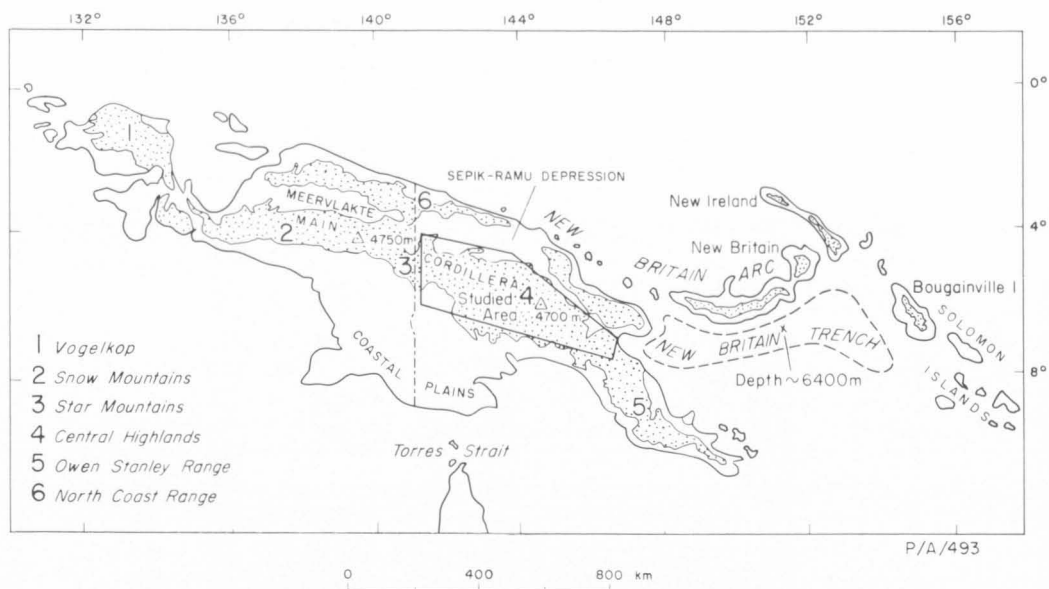 132° 136° 140° 144° 148° 152° 156°
0°
4°
8°
1
SEPIK-RAMU DEPRESSION
6
MEERVLAKTE
MAIN
2
4750m
3
CORDILLERA
4
Studied
Area
4700m
NEW
BRITAIN ARC
New Ireland
New Britain
Bougainville I
SOLOMON
ISLANDS
NEW BRITAIN TRENCH
Depth~6400m
COASTAL
PLAINS
5
Torres Strait
1 Vogelkop
2 Snow Mountains
3 Star Mountains
4 Central Highlands
5 Owen Stanley Range
6 North Coast Range
P/A/493
0 400 800 km